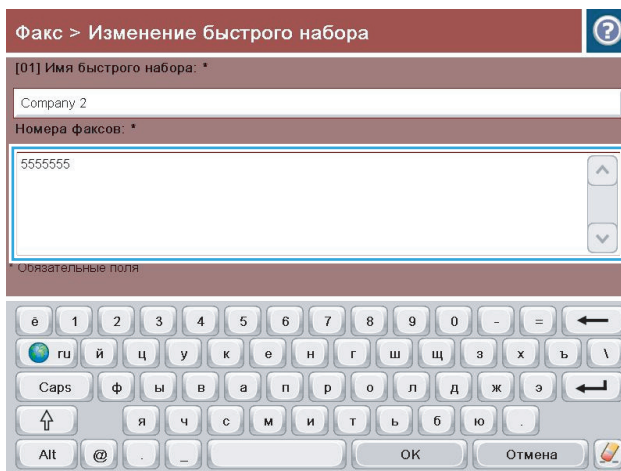 Факс > Изменение быстрого набора ?
[01] Имя быстрого набора: *
Company 2
Номера факсов: *
5555555
* Обязательные поля
ё 1 2 3 4 5 6 7 8 9 0 - =
ru й ц у к е н г ш щ з х ъ \
Caps ф ы в а п р о л д ж э
я ч с м и т ь б ю .
Alt @ . _ OK Отмена